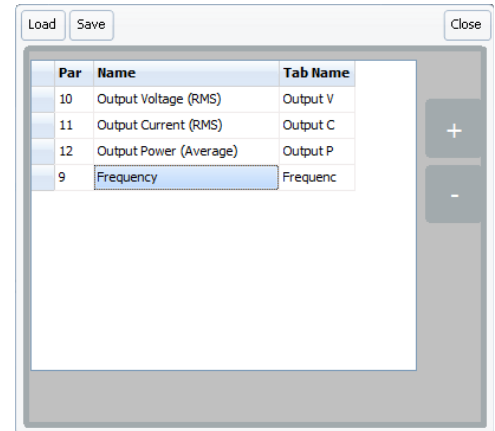 Load Save Close
Par Name Tab Name
10 Output Voltage (RMS) Output V
11 Output Current (RMS) Output C
12 Output Power (Average) Output P
9 Frequency Frequenc
+
-